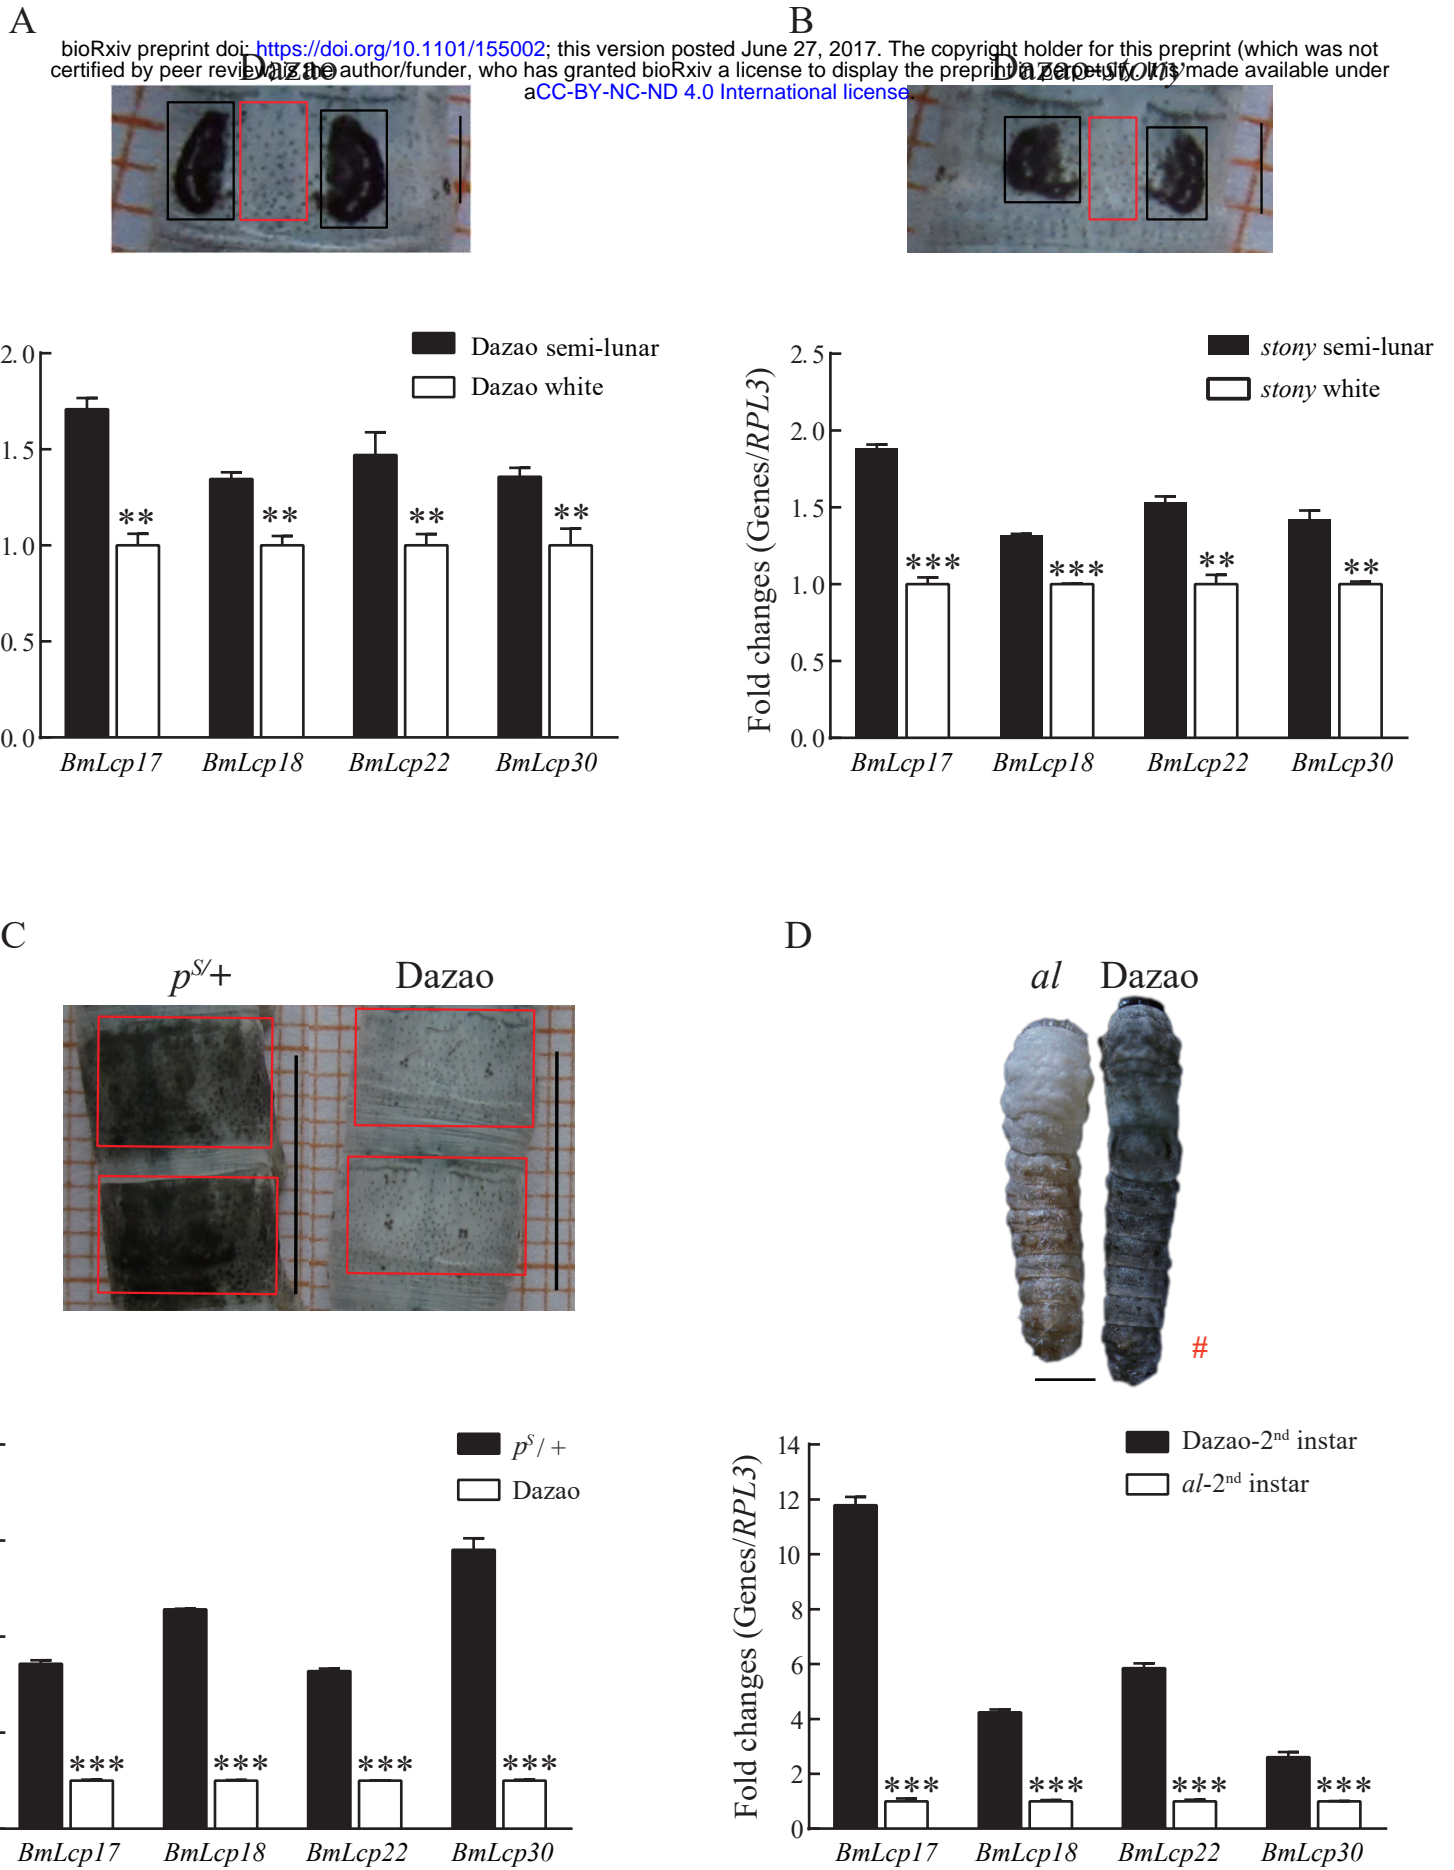 A
B
bioRxiv preprint doi: https://doi.org/10.1101/155002; this version posted June 27, 2017. The copyright holder for this preprint (which was not
certified by peer review) is the author/funder, who has granted bioRxiv a license to display the preprint in perpetuity. It is made available under
aCC-BY-NC-ND 4.0 International license.
Dazao
Dazao-stony
Dazao semi-lunar
Dazao white
2.0
1.5
1.0
0.5
0.0
** ** ** **
BmLcp17 BmLcp18 BmLcp22 BmLcp30
stony semi-lunar
stony white
Fold changes (Genes/RPL3)
2.5
2.0
1.5
1.0
0.5
0.0
*** *** ** **
BmLcp17 BmLcp18 BmLcp22 BmLcp30
C
pS/+ Dazao
pS/+
Dazao
*** *** *** ***
BmLcp17 BmLcp18 BmLcp22 BmLcp30
D
al Dazao
#
Dazao-2nd instar
al-2nd instar
Fold changes (Genes/RPL3)
14
12
10
8
6
4
2
0
*** *** *** ***
BmLcp17 BmLcp18 BmLcp22 BmLcp30